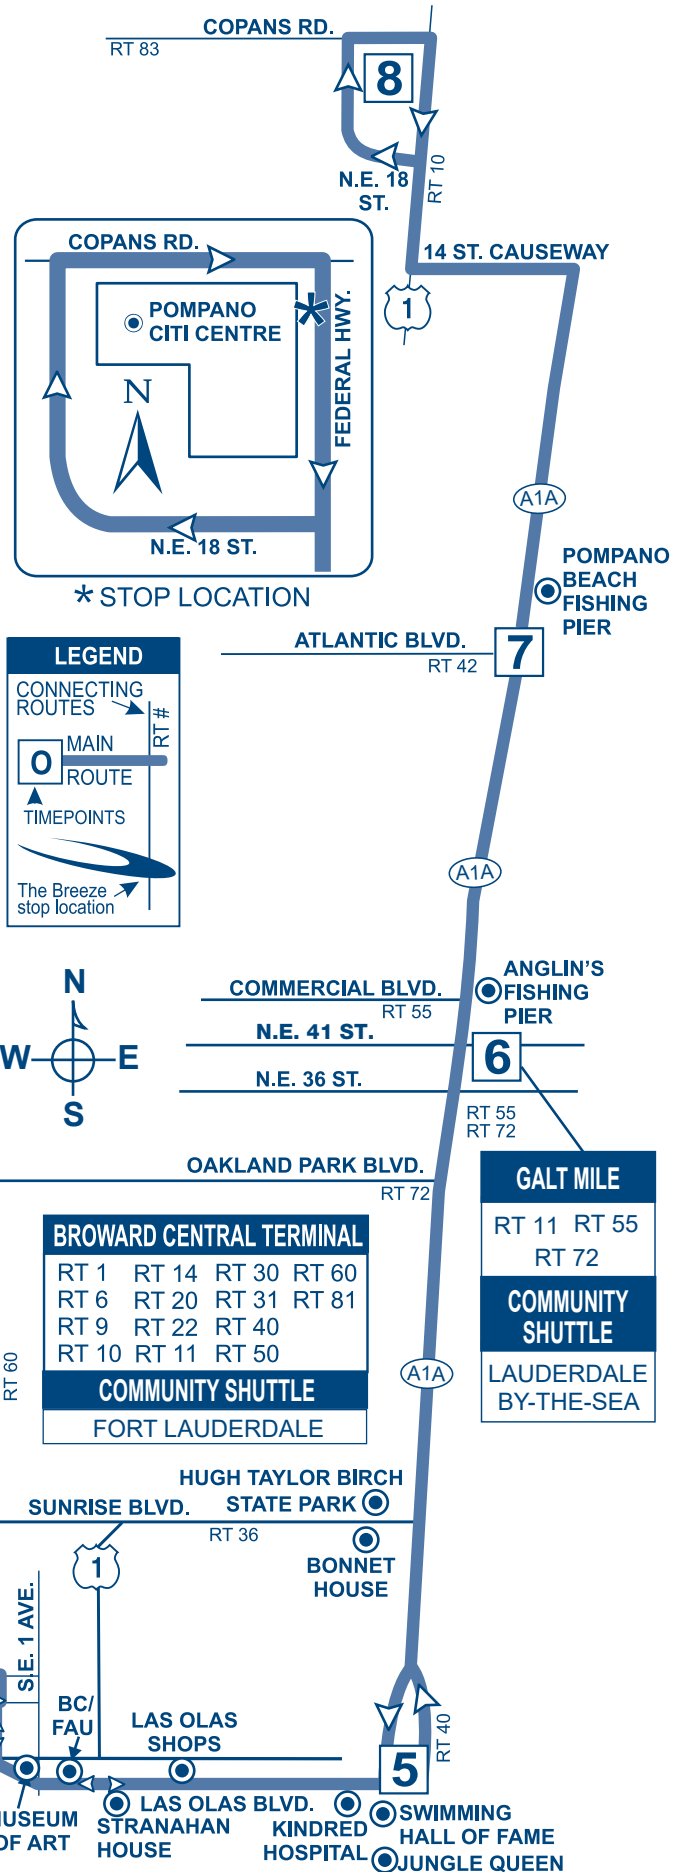 COPANS RD.
RT 83
8
N.E. 18
ST.
RT 10
14 ST. CAUSEWAY
1
COPANS RD.
POMPANO
CITI CENTRE
*
FEDERAL HWY.
N
N.E. 18 ST.
* STOP LOCATION
A1A
POMPANO
BEACH
FISHING
PIER
ATLANTIC BLVD.
RT 42
7
LEGEND
CONNECTING
ROUTES
RT #
0
MAIN
ROUTE
TIMEPOINTS
The Breeze
stop location
A1A
N
W E
S
COMMERCIAL BLVD.
RT 55
ANGLIN'S
FISHING
PIER
N.E. 41 ST.
6
N.E. 36 ST.
RT 55
RT 72
OAKLAND PARK BLVD.
RT 72
GALT MILE
RT 11 RT 55
RT 72
COMMUNITY
SHUTTLE
LAUDERDALE
BY-THE-SEA
BROWARD CENTRAL TERMINAL
RT 1 RT 14 RT 30 RT 60
RT 6 RT 20 RT 31 RT 81
RT 9 RT 22 RT 40
RT 10 RT 11 RT 50
COMMUNITY SHUTTLE
FORT LAUDERDALE
RT 60
A1A
HUGH TAYLOR BIRCH
STATE PARK
SUNRISE BLVD.
RT 36
BONNET
HOUSE
1
S.E. 1 AVE.
BC/
FAU
LAS OLAS
SHOPS
RT 40
5
LAS OLAS BLVD.
MUSEUM
OF ART
STRANAHAN
HOUSE
KINDRED
HOSPITAL
SWIMMING
HALL OF FAME
JUNGLE QUEEN